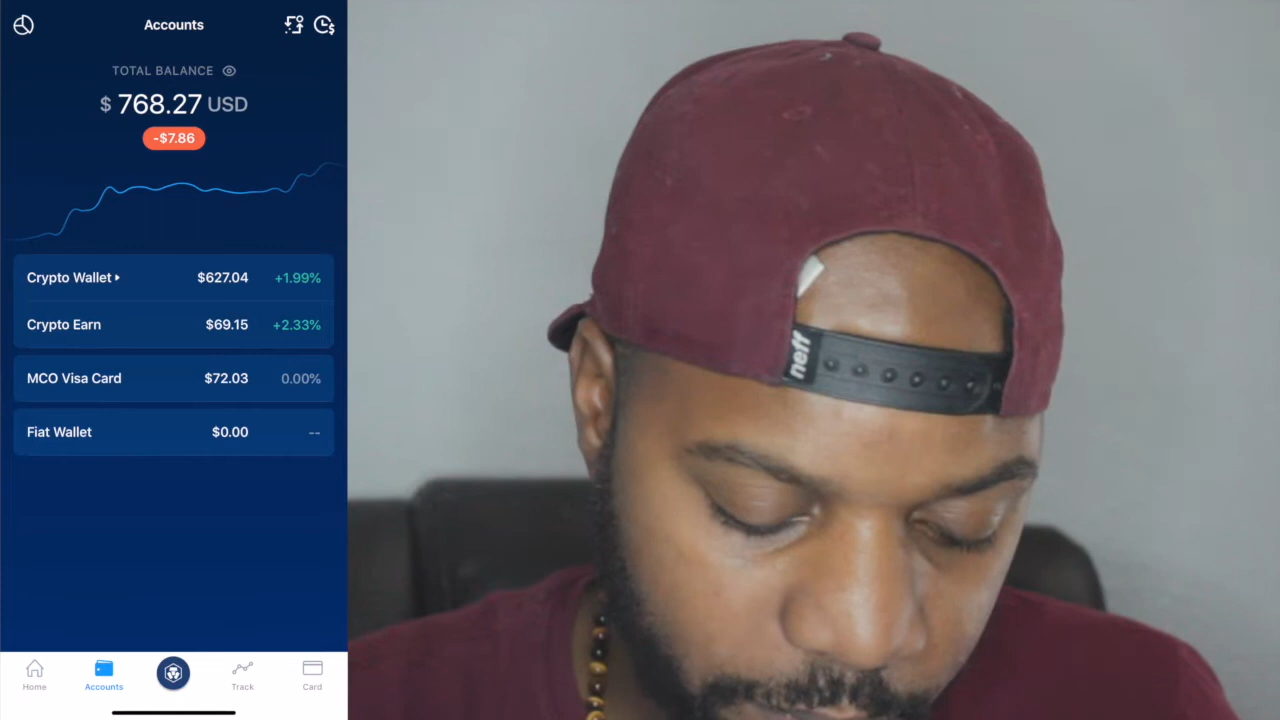 Accounts
TOTAL BALANCE
$ 768.27 USD
-$7.86
Crypto Wallet $627.04 +1.99%
Crypto Earn $69.15 +2.33%
MCO Visa Card $72.03 0.00%
Fiat Wallet $0.00 --
Home Accounts Track Card
neff